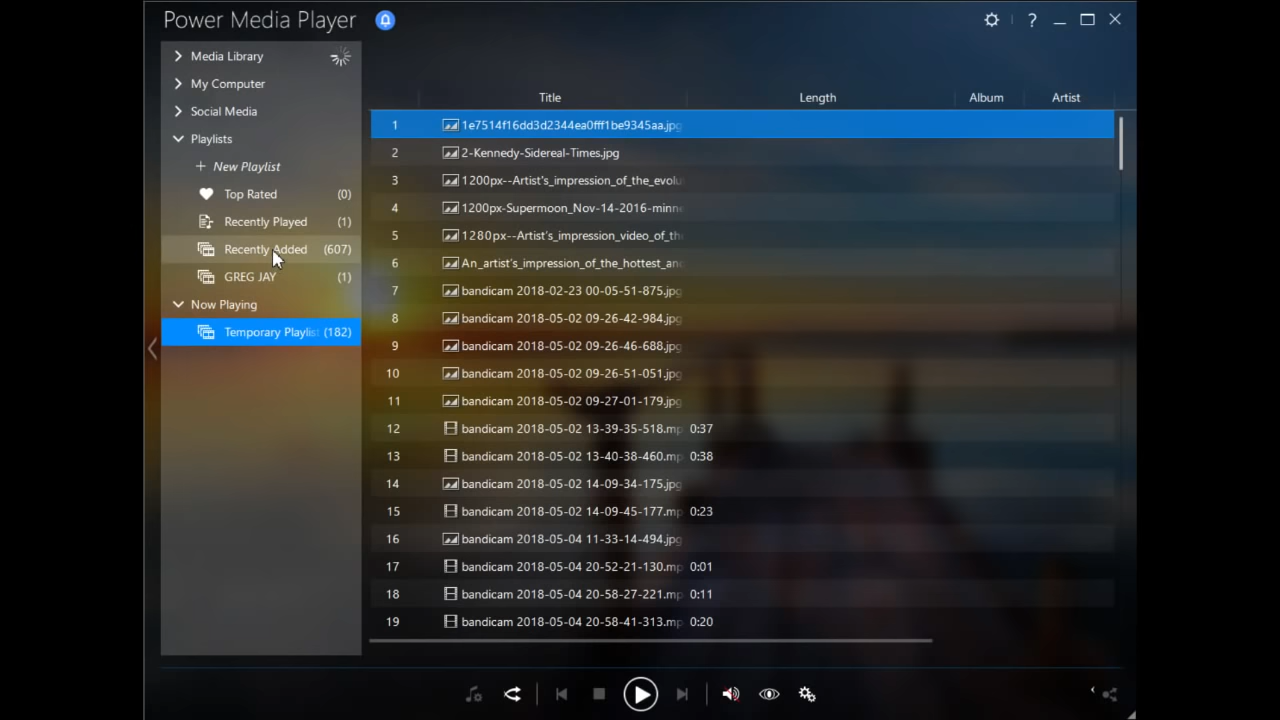 Power Media Player
?
Media Library
My Computer
Social Media
Playlists
+ New Playlist
Top Rated (0)
Recently Played (1)
Recently Added (607)
GREG JAY (1)
Now Playing
Temporary Playlist (182)
Title Length Album Artist
1 1e7514f16dd3d2344ea0fff1be9345aa.jpg
2 2-Kennedy-Sidereal-Times.jpg
3 1200px--Artist's_impression_of_the_evolu
4 1200px-Supermoon_Nov-14-2016-minne
5 1280px--Artist's_impression_video_of_th
6 An_artist's_impression_of_the_hottest_and
7 bandicam 2018-02-23 00-05-51-875.jpg
8 bandicam 2018-05-02 09-26-42-984.jpg
9 bandicam 2018-05-02 09-26-46-688.jpg
10 bandicam 2018-05-02 09-26-51-051.jpg
11 bandicam 2018-05-02 09-27-01-179.jpg
12 bandicam 2018-05-02 13-39-35-518.mp 0:37
13 bandicam 2018-05-02 13-40-38-460.mp 0:38
14 bandicam 2018-05-02 14-09-34-175.jpg
15 bandicam 2018-05-02 14-09-45-177.mp 0:23
16 bandicam 2018-05-04 11-33-14-494.jpg
17 bandicam 2018-05-04 20-52-21-130.mp 0:01
18 bandicam 2018-05-04 20-58-27-221.mp 0:11
19 bandicam 2018-05-04 20-58-41-313.mp 0:20